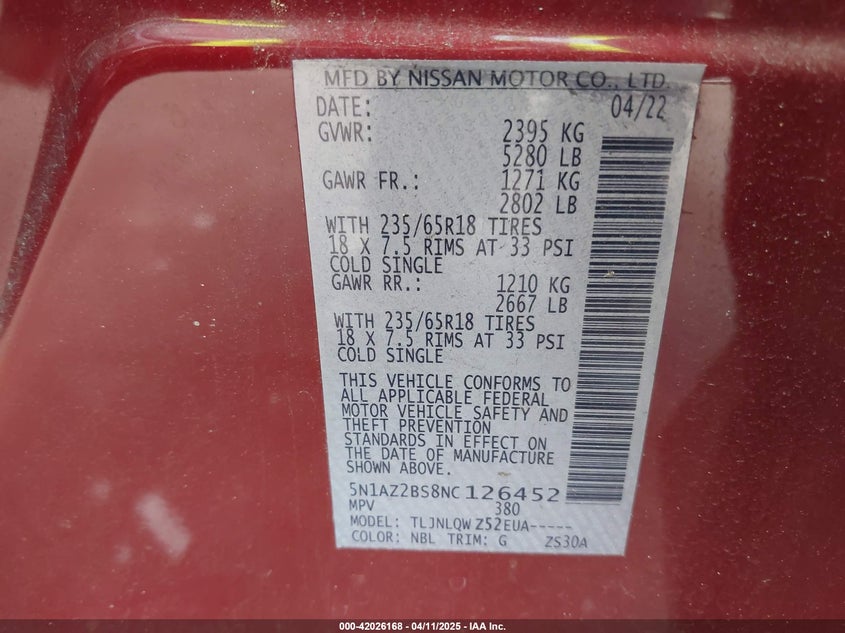 MFD BY NISSAN MOTOR CO., LTD.
DATE: 04/22
GVWR: 2395 KG
5280 LB
GAWR FR.: 1271 KG
2802 LB
WITH 235/65R18 TIRES
18 X 7.5 RIMS AT 33 PSI
COLD SINGLE
GAWR RR.: 1210 KG
2667 LB
WITH 235/65R18 TIRES
18 X 7.5 RIMS AT 33 PSI
COLD SINGLE
THIS VEHICLE CONFORMS TO
ALL APPLICABLE FEDERAL
MOTOR VEHICLE SAFETY AND
THEFT PREVENTION
STANDARDS IN EFFECT ON
THE DATE OF MANUFACTURE
SHOWN ABOVE.
5N1AZ2BS8NC126452
MPV 380
MODEL: TLJNLQW Z52EUA-----
COLOR: NBL TRIM: G ZS30A
000-42026168 - 04/11/2025 - IAA Inc.